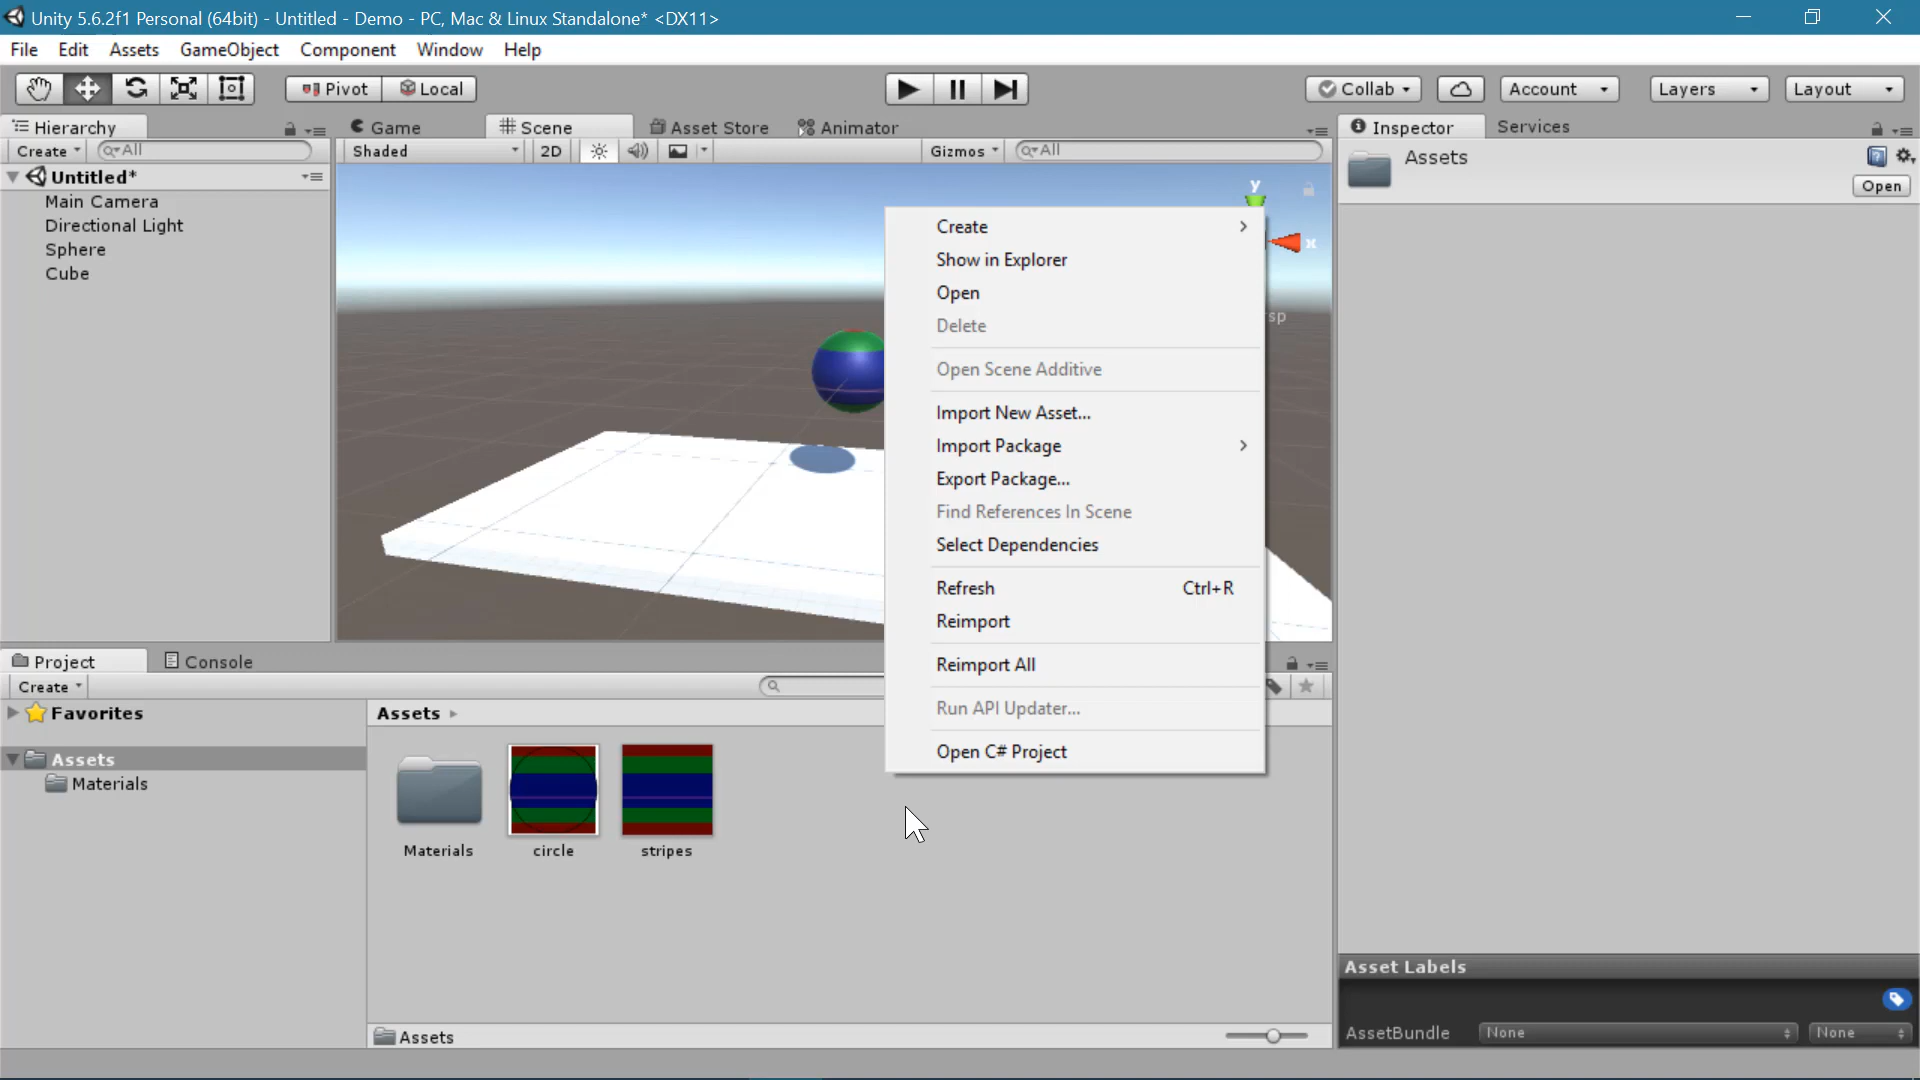 Unity 5.6.2f1 Personal (64bit) - Untitled - Demo - PC, Mac & Linux Standalone* <DX11>
File Edit Assets GameObject Component Window Help
Pivot Local Collab Account Layers Layout
Hierarchy Game Scene Asset Store Animator Inspector Services
Create All Shaded 2D Gizmos All Assets
Open
Untitled*
Main Camera
Directional Light
Sphere
Cube
y
x
sp
Create
Show in Explorer
Open
Delete
Open Scene Additive
Import New Asset...
Import Package
Export Package...
Find References In Scene
Select Dependencies
Refresh Ctrl+R
Reimport
Reimport All
Run API Updater...
Open C# Project
Project Console
Create
Favorites
Assets
Materials
Assets
Materials circle stripes
Assets
Asset Labels
AssetBundle None None